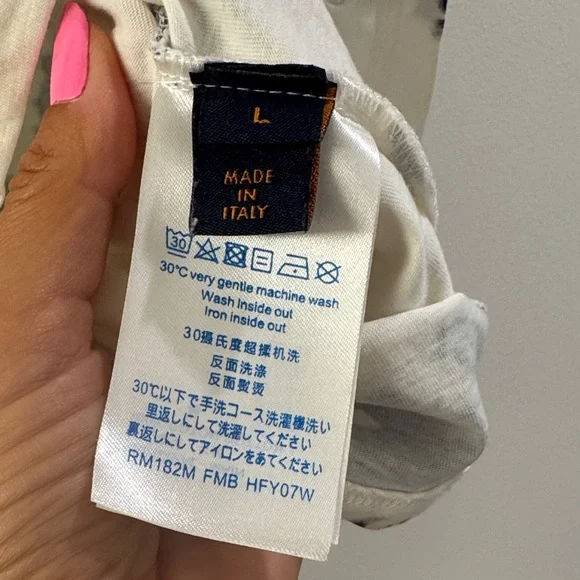 L
MADE
IN
ITALY
30
30°C very gentle machine wash
Wash Inside out
Iron inside out
30攝氏度超揉机洗
反面洗涤
反面熨烫
30℃以下で手洗コース洗濯機洗い
里返しにして洗濯してください
裏返しにしてアイロンをあてください
RM182M FMB HFY07W